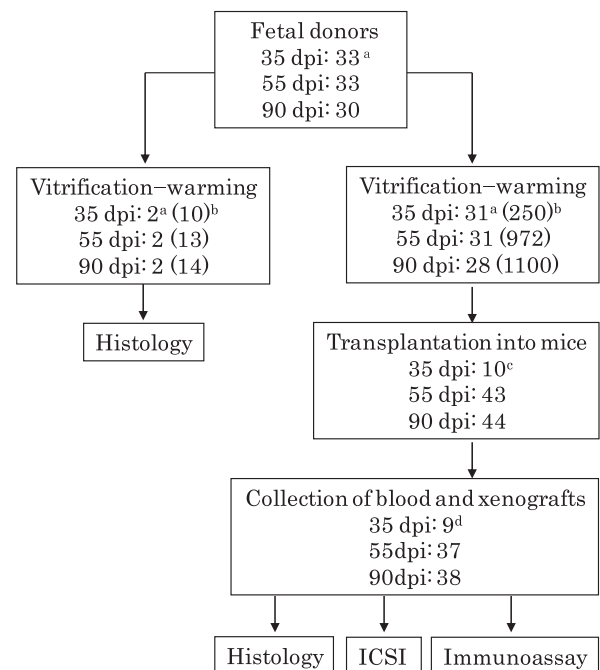 Fetal donors
35 dpi: 33 a
55 dpi: 33
90 dpi: 30
Vitrification–warming
35 dpi: 2a (10)b
55 dpi: 2 (13)
90 dpi: 2 (14)
Histology
Vitrification–warming
35 dpi: 31a (250)b
55 dpi: 31 (972)
90 dpi: 28 (1100)
Transplantation into mice
35 dpi: 10c
55 dpi: 43
90 dpi: 44
Collection of blood and xenografts
35 dpi: 9d
55dpi: 37
90dpi: 38
Histology
ICSI
Immunoassay